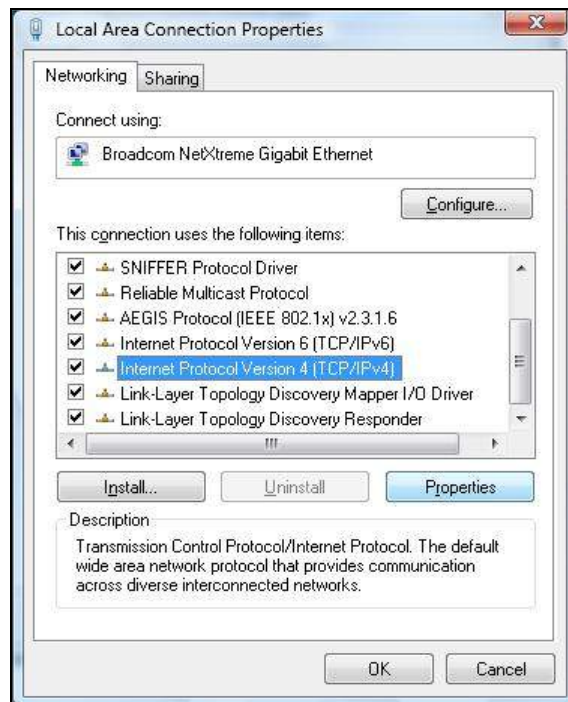 Local Area Connection Properties
Networking
Sharing
Connect using:
Broadcom NetXtreme Gigabit Ethernet
Configure...
This connection uses the following items:
SNIFFER Protocol Driver
Reliable Multicast Protocol
AEGIS Protocol (IEEE 802.1x) v2.3.1.6
Internet Protocol Version 6 (TCP/IPv6)
Internet Protocol Version 4 (TCP/IPv4)
Link-Layer Topology Discovery Mapper I/O Driver
Link-Layer Topology Discovery Responder
Install...
Uninstall
Properties
Description
Transmission Control Protocol/Internet Protocol. The default
wide area network protocol that provides communication
across diverse interconnected networks.
OK
Cancel